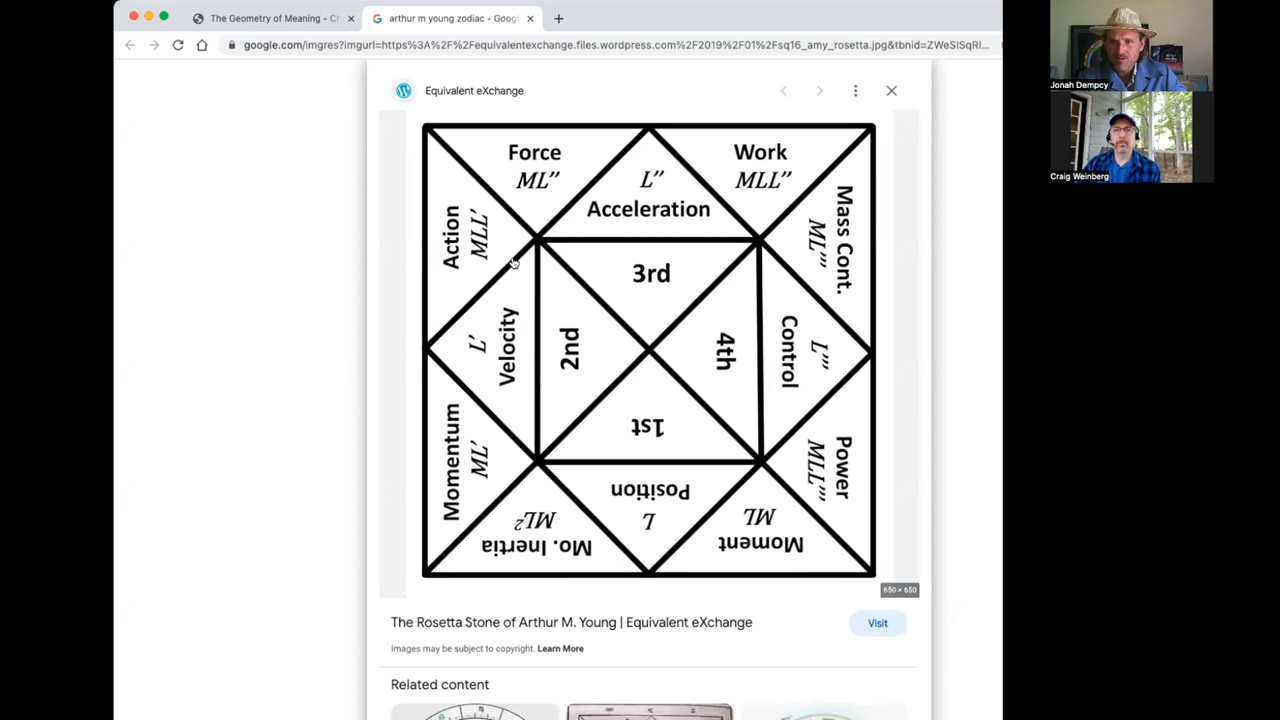 The Geometry of Meaning - C
arthur m young zodiac - Goog
google.com/imgres?imgurl=https%3A%2F%2Fequivalentexchange.files.wordpress.com%2F2019%2F01%2Fsq16_amy_rosetta.jpg&tbnid=ZWeSISqRI...
Jonah Dempcy
Craig Weinberg
Equivalent eXchange
Force
ML”
L”
Acceleration
Work
MLL”
Action
MLL’
Mass Cont.
ML”’
3rd
2nd
4th
1st
L’
Velocity
Control
L”’
Momentum
ML’
Power
MLL”’
Position
L
Mo. Inertia
ML²
Moment
ML
650 × 650
The Rosetta Stone of Arthur M. Young | Equivalent eXchange
Visit
Images may be subject to copyright. Learn More
Related content